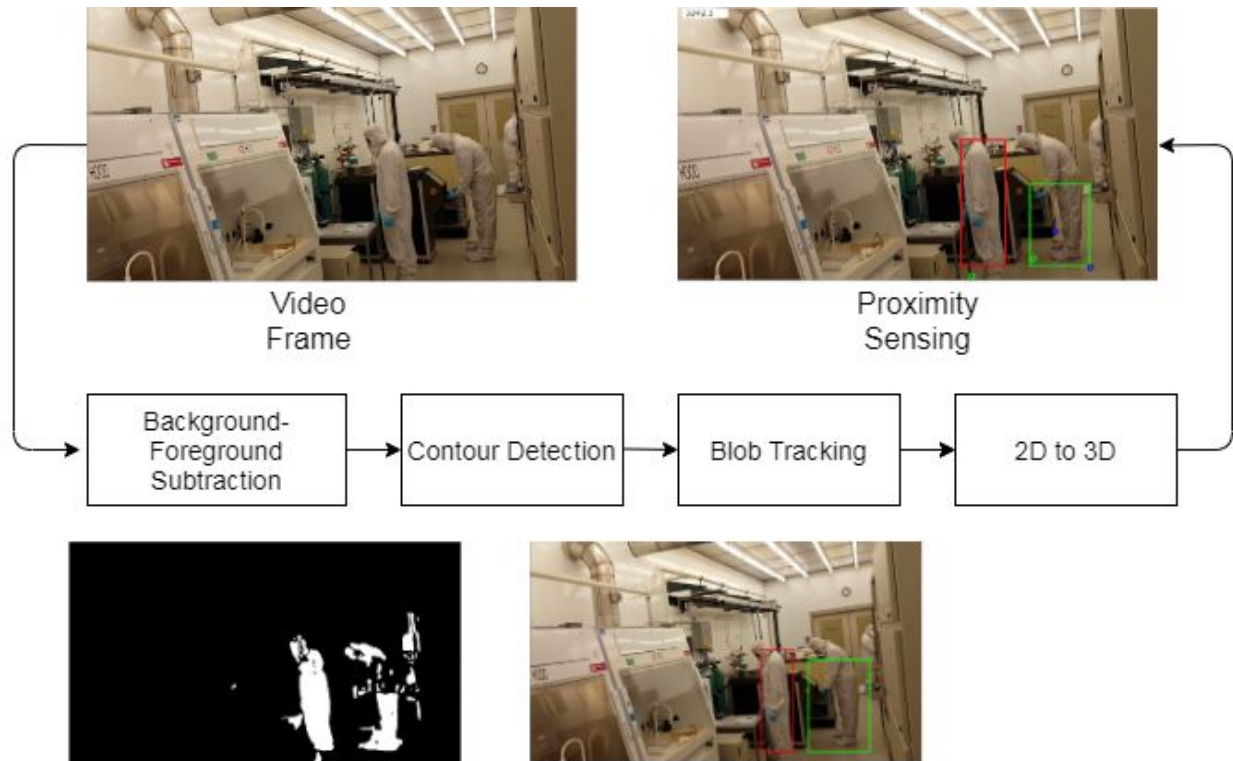 Video
Frame
Proximity
Sensing
Background-
Foreground
Subtraction
Contour Detection
Blob Tracking
2D to 3D